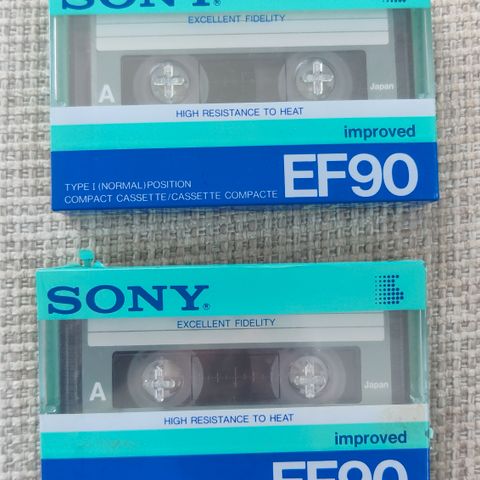 SONY®
EXCELLENT FIDELITY
A
Japan
HIGH RESISTANCE TO HEAT
improved
EF90
TYPE I (NORMAL) POSITION
COMPACT CASSETTE/CASSETTE COMPACTE
SONY®
EXCELLENT FIDELITY
A
Japan
HIGH RESISTANCE TO HEAT
improved
EF90